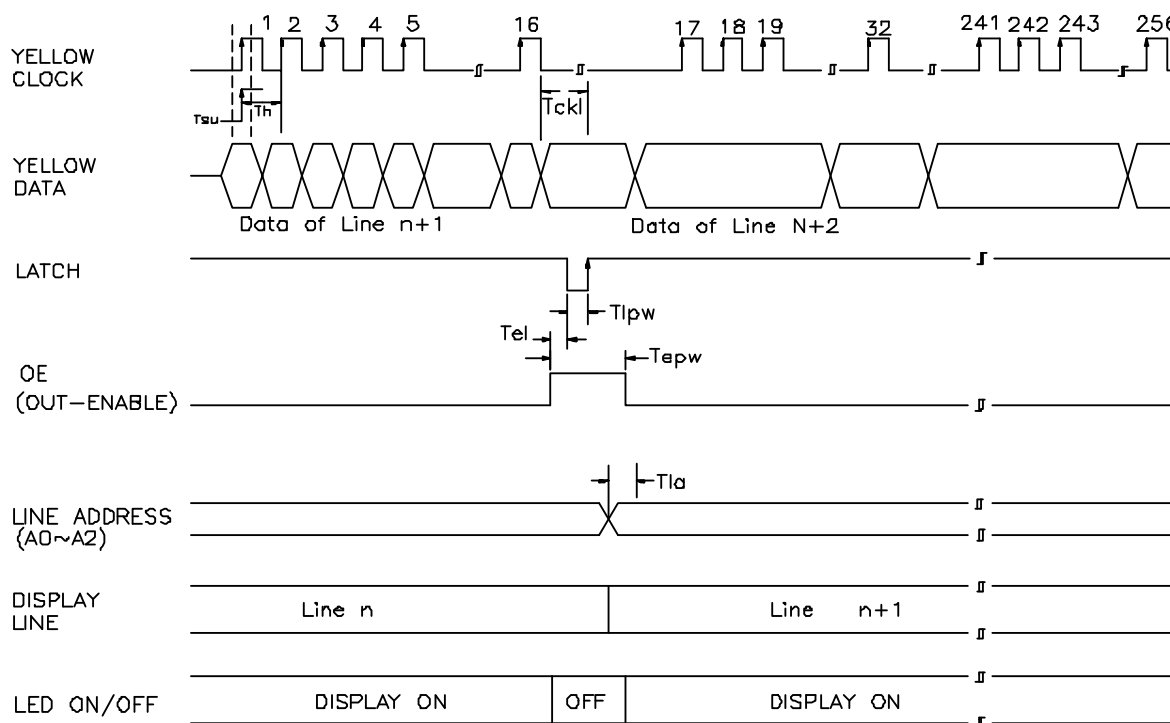 1 2 3 4 5 16 17 18 19 32 241 242 243 256
YELLOW
CLOCK
Tsu Th Tckl
YELLOW
DATA
Data of Line n+1 Data of Line N+2
LATCH
Tlpw
Tel Tepw
OE
(OUT-ENABLE)
Tla
LINE ADDRESS
(A0~A2)
DISPLAY
LINE
Line n Line n+1
LED ON/OFF DISPLAY ON OFF DISPLAY ON